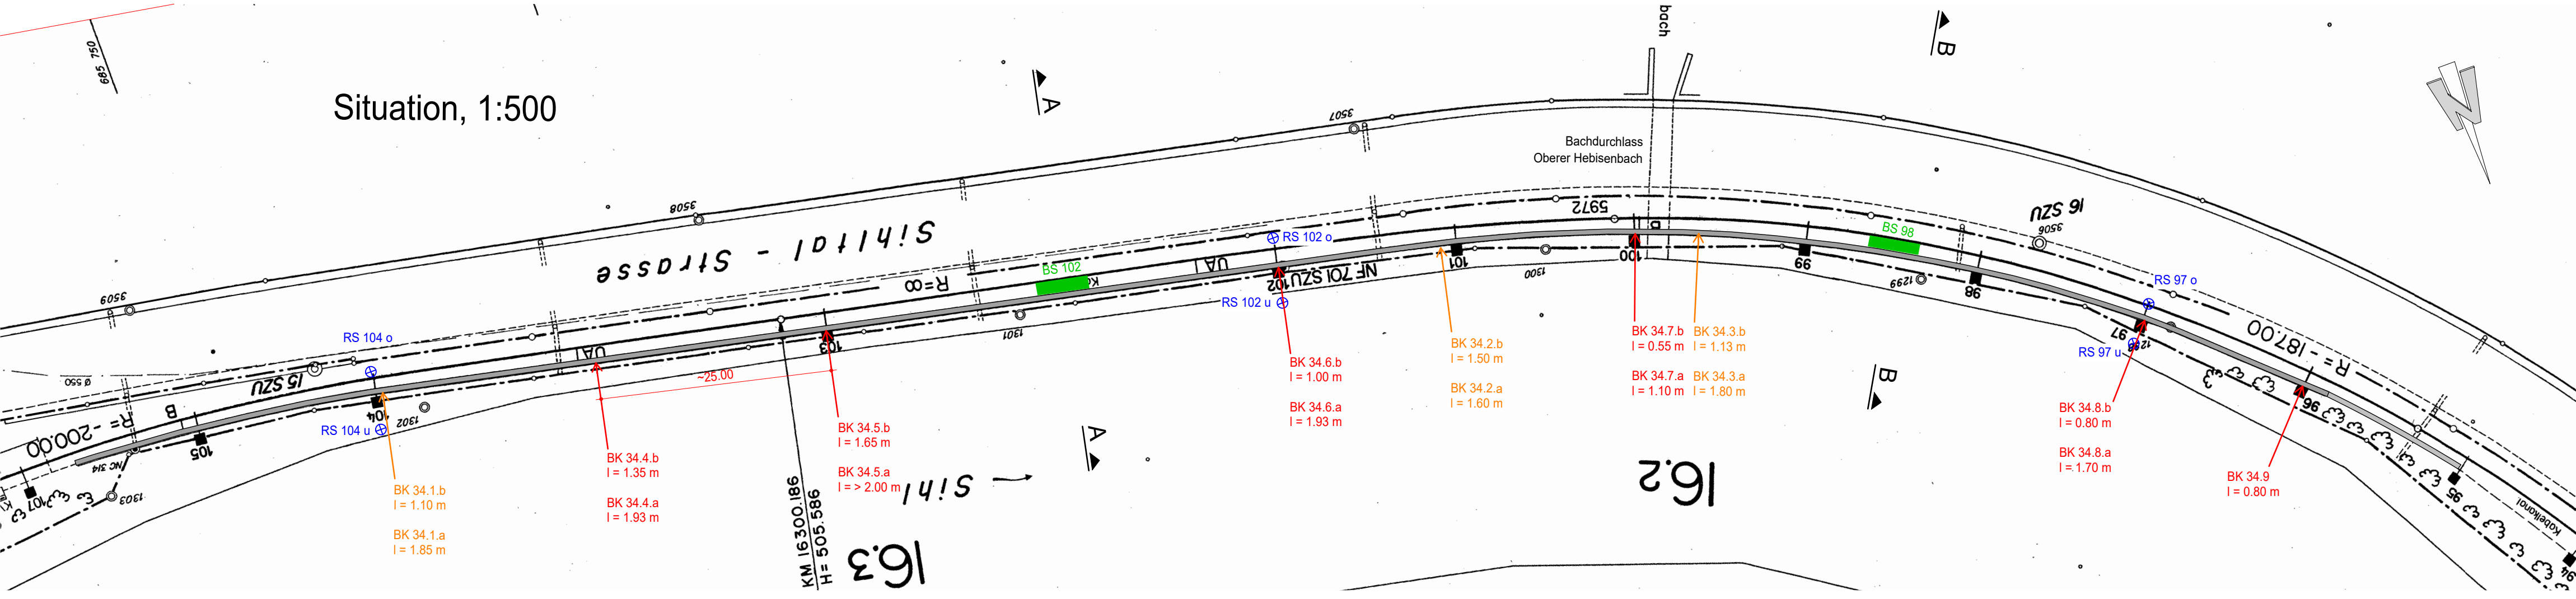 685 750
Situation, 1:500
A
bach
B
3507
3508
3509
Bachdurchlass
Oberer Hebisenbach
Sihltal - Strasse
5972
16 SZU
3506
BS 98
BS 102
RS 102 o
RS 102 u
RS 104 o
RS 104 u
RS 97 o
RS 97 u
R=∞
UA
UA
NF 701 SZU
15 SZU
Ø 550
R = -200.00
R = -187.00
B
NC 314
107
105
104
103
102
101
100
99
98
97
96
95
94
1303
1302
1301
1300
1299
~25.00
BK 34.1.b
l = 1.10 m
BK 34.1.a
l = 1.85 m
BK 34.4.b
l = 1.35 m
BK 34.4.a
l = 1.93 m
BK 34.5.b
l = 1.65 m
BK 34.5.a
l = > 2.00 m
BK 34.6.b
l = 1.00 m
BK 34.6.a
l = 1.93 m
BK 34.2.b
l = 1.50 m
BK 34.2.a
l = 1.60 m
BK 34.7.b
l = 0.55 m
BK 34.7.a
l = 1.10 m
BK 34.3.b
l = 1.13 m
BK 34.3.a
l = 1.80 m
BK 34.8.b
l = 0.80 m
BK 34.8.a
l = 1.70 m
BK 34.9
l = 0.80 m
KM 16300.186
H = 505.586
A
B
Sihl
16.3
16.2
Kabelkanal
N